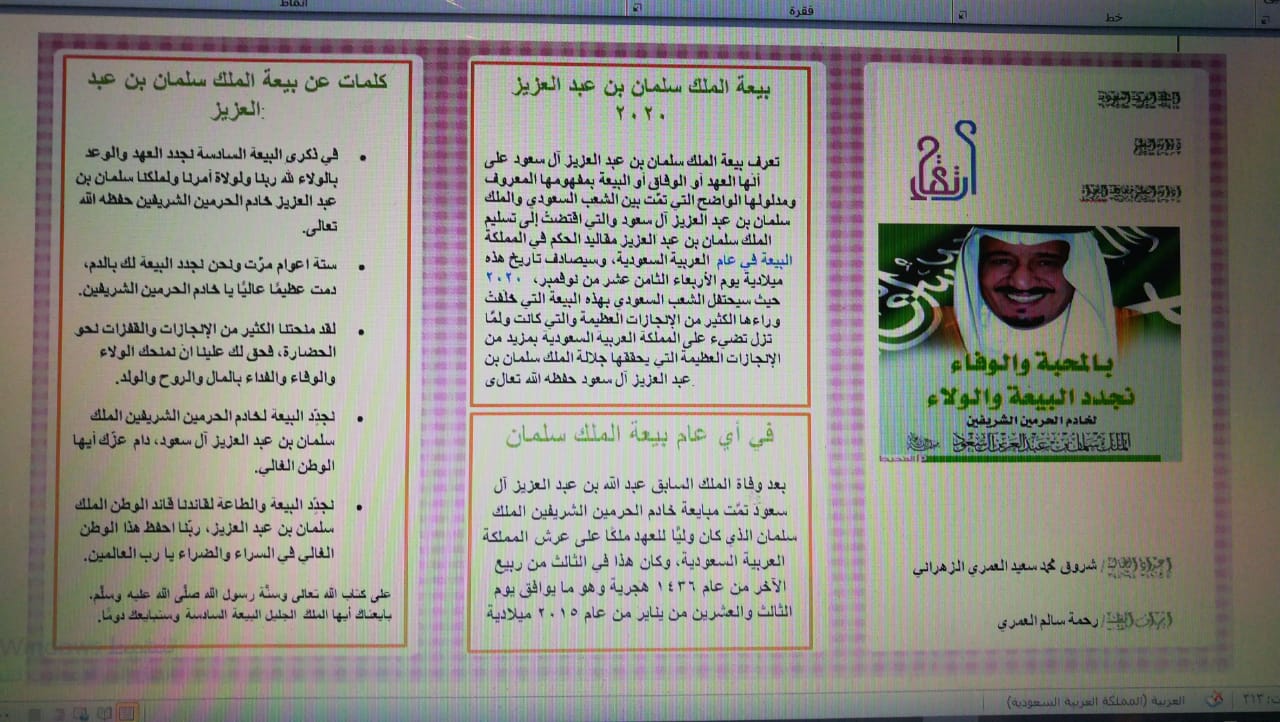 أنماط
فقرة
خط
المملكة العربية السعودية
وزارة التعليم
ارتقاء
بالمحبة والوفاء
نجدد البيعة والولاء
لخادم الحرمين الشريفين
الملك سلمان بن عبدالعزيز آل سعود
شروق محمد سعيد العمري الزهراني
رحمة سالم العمري
بيعة الملك سلمان بن عبد العزيز
٢٠٢٠
تعرف بيعة الملك سلمان بن عبد العزيز آل سعود على
أنها العهد أو الوفاق أو البيعة بمفهومها المعروف
ومدلولها الواضح التي تمّت بين الشعب السعودي والملك
سلمان بن عبد العزيز آل سعود والتي اقتضتْ إلى تسليم
الملك سلمان بن عبد العزيز مقاليد الحكم في المملكة
العربية السعودية، وسيصادف تاريخ هذه البيعة في عام
٢٠٢٠ ميلادية يوم الأربعاء الثامن عشر من نوفمبر،
حيث سيحتفل الشعب السعودي بهذه البيعة التي خلفتْ
وراءها الكثير من الإنجازات العظيمة والتي كانت ولمّا
تزل تضيء على المملكة العربية السعودية بمزيد من
الإنجازات العظيمة التي يحققها جلالة الملك سلمان بن
عبد العزيز آل سعود حفظه الله تعالى.
في أي عام بيعة الملك سلمان
بعد وفاة الملك السابق عبد الله بن عبد العزيز آل
سعود تمّت مبايعة خادم الحرمين الشريفين الملك
سلمان الذي كان وليًّا للعهد ملكًا على عرش المملكة
العربية السعودية، وكان هذا في الثالث من ربيع
الآخر من عام ١٤٣٦ هجرية وهو ما يوافق يوم
الثالث والعشرين من يناير من عام ٢٠١٥ ميلادية
كلمات عن بيعة الملك سلمان بن عبد
العزيز:
• في ذكرى البيعة السادسة نجدد العهد والوعد
بالولاء لله ربنا ولولاة أمرنا ولملكنا سلمان بن
عبد العزيز خادم الحرمين الشريفين حفظه الله
تعالى.
• ستة اعوام مرّت ونحن نجدد البيعة لك بالدم،
دمت عظيمًا عاليًا يا خادم الحرمين الشريفين.
• لقد منحتنا الكثير من الإنجازات والقفزات نحو
الحضارة، فحق لك علينا ان نمنحك الولاء
والوفاء والفداء بالمال والروح والولد.
• نجدّد البيعة لخادم الحرمين الشريفين الملك
سلمان بن عبد العزيز آل سعود، دام عزّك أيها
الوطن الغالي.
• نجدّد البيعة والطاعة لقائدنا قائد الوطن الملك
سلمان بن عبد العزيز، ربّنا احفظ هذا الوطن
الغالي في السراء والضراء يا رب العالمين.
على كتاب الله تعالى وسنّة رسول الله صلّى الله عليه وسلّم،
بايعناك أيها الملك الجليل البيعة السادسة وسنبايعك دومًا.
العربية (المملكة العربية السعودية)